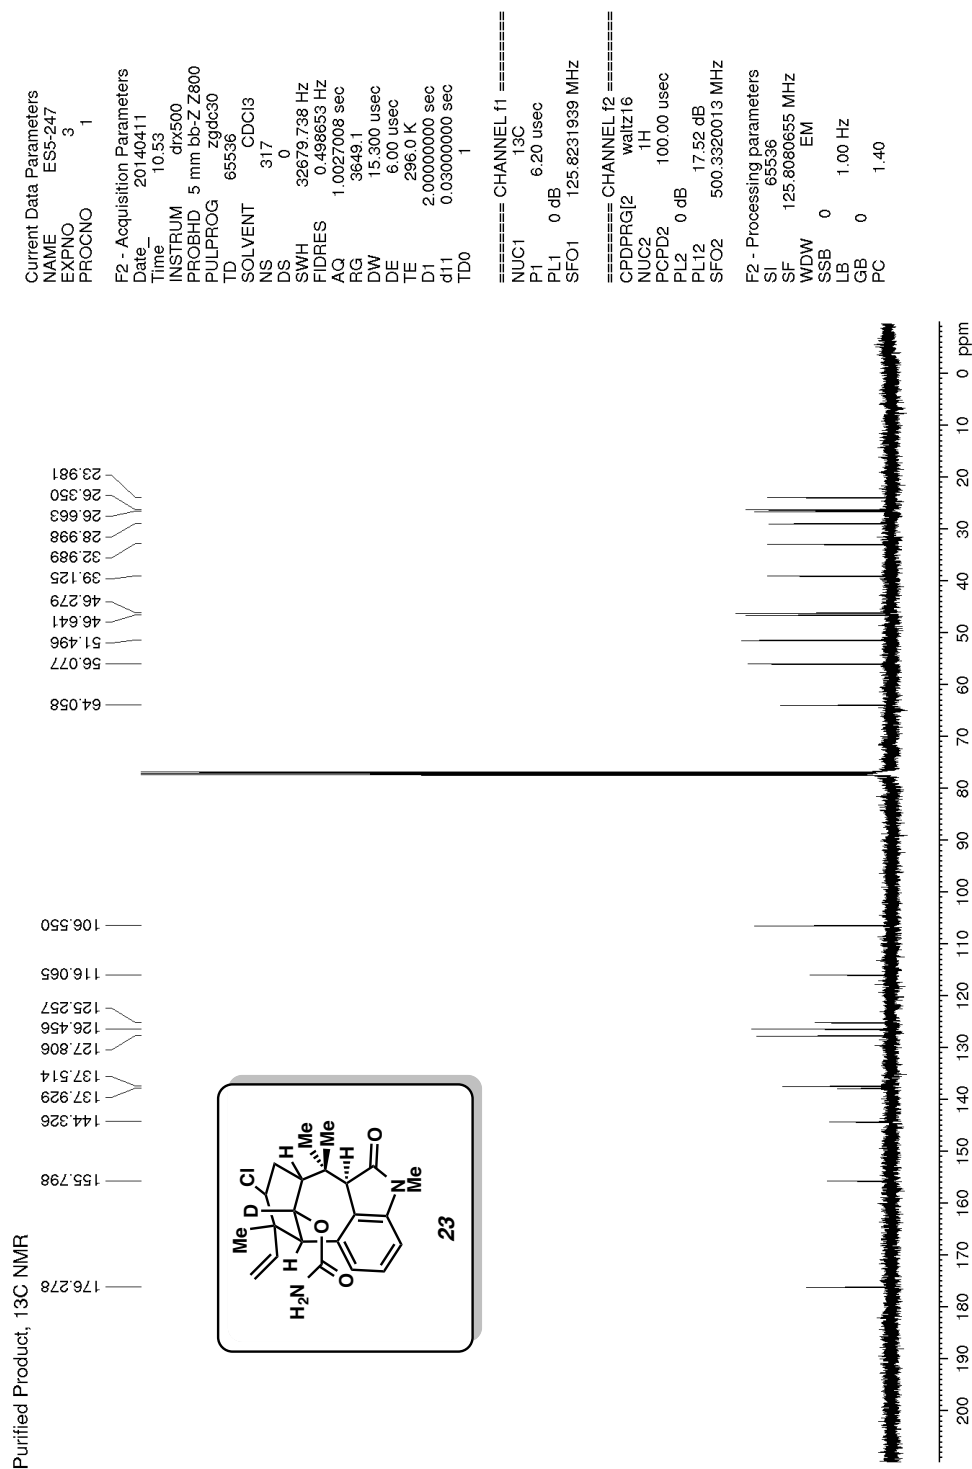 Purified Product, 13C NMR
Current Data Parameters
NAME ES5-247
EXPNO 3
PROCNO 1
F2 - Acquisition Parameters
Date_ 20140411
Time 10.53
INSTRUM drx500
PROBHD 5 mm bb-Z Z800
PULPROG zgdc30
TD 65536
SOLVENT CDCl3
NS 317
DS 0
SWH 32679.738 Hz
FIDRES 0.498653 Hz
AQ 1.0027008 sec
RG 3649.1
DW 15.300 usec
DE 6.00 usec
TE 296.0 K
D1 2.00000000 sec
d11 0.03000000 sec
TD0 1
======== CHANNEL f1 ========
NUC1 13C
P1 6.20 usec
PL1 0 dB
SFO1 125.8231939 MHz
======== CHANNEL f2 ========
CPDPRG[2 waltz16
NUC2 1H
PCPD2 100.00 usec
PL2 0 dB
PL12 17.52 dB
SFO2 500.3320013 MHz
F2 - Processing parameters
SI 65536
SF 125.8080655 MHz
WDW EM
SSB 0
LB 1.00 Hz
GB 0
PC 1.40
176.278
155.798
144.326
137.929
137.514
127.806
126.456
125.257
116.065
106.550
64.058
56.077
51.496
46.641
46.279
39.125
32.989
28.998
26.663
26.350
23.981
Me
D
Cl
H
H
Me
Me
H
O
H2N
O
O
N
Me
23
200 190 180 170 160 150 140 130 120 110 100 90 80 70 60 50 40 30 20 10 0 ppm